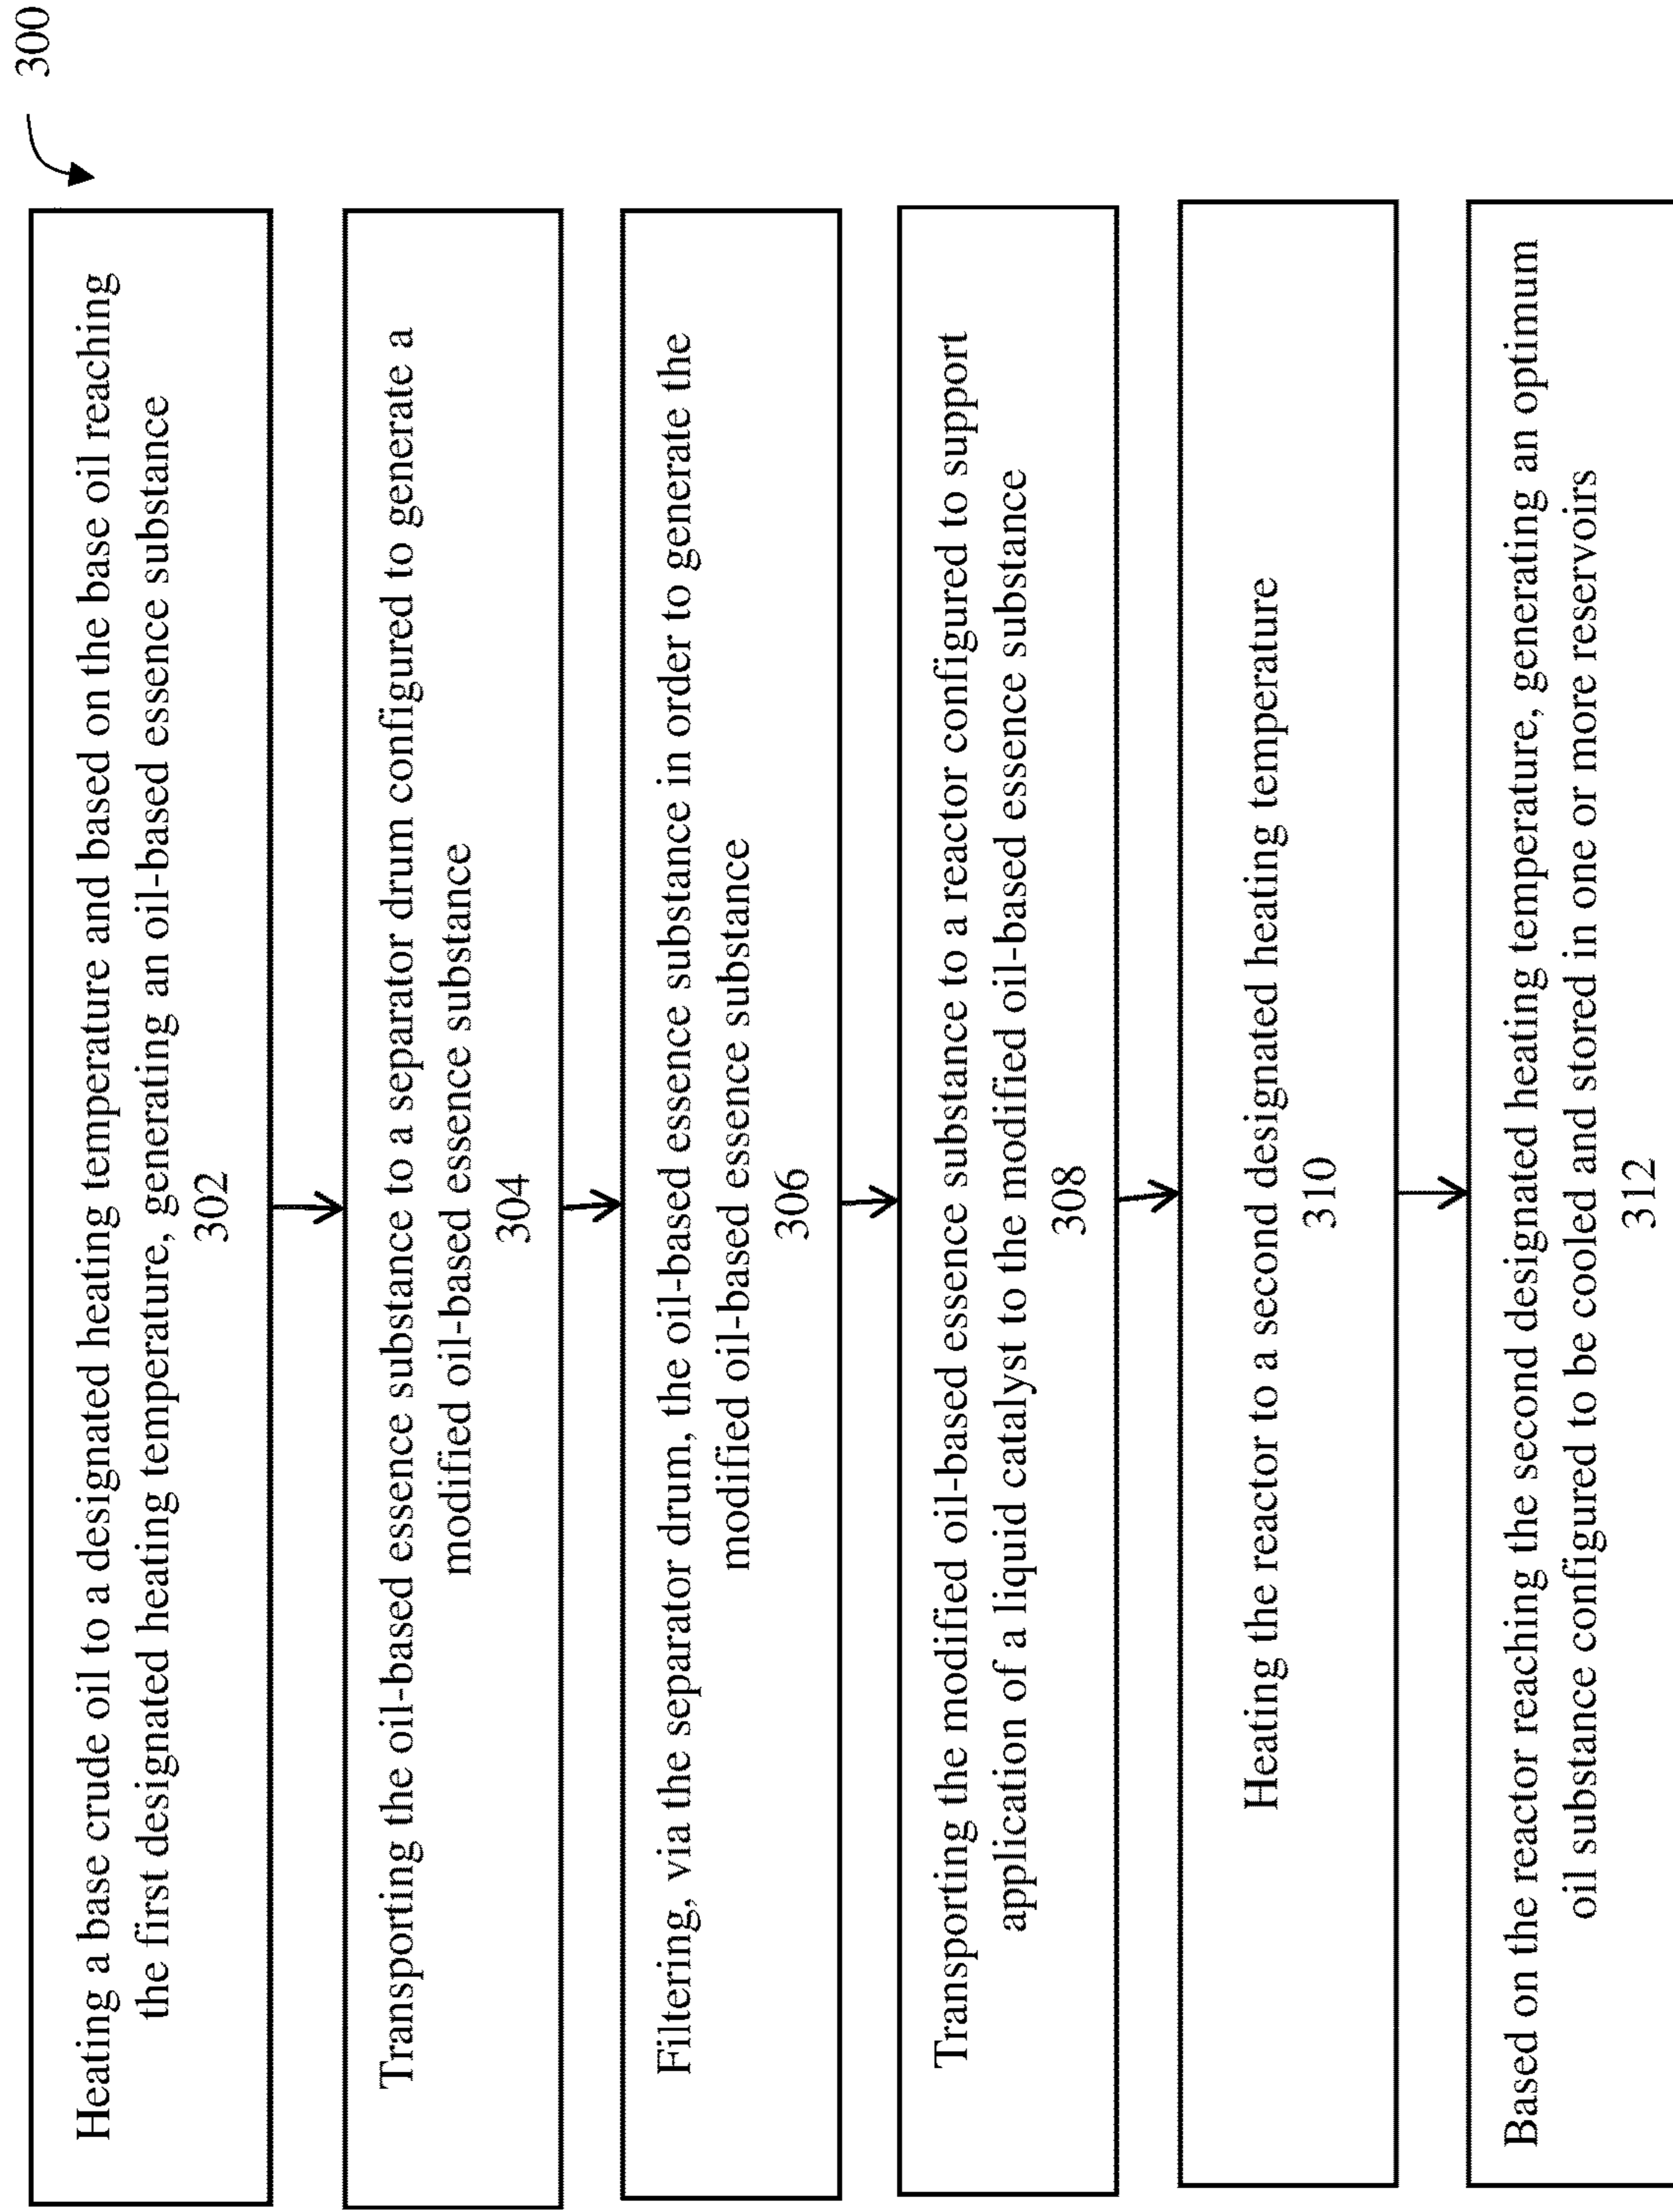 300
Heating a base crude oil to a designated heating temperature and based on the base oil reaching
the first designated heating temperature, generating an oil-based essence substance
302
Transporting the oil-based essence substance to a separator drum configured to generate a
modified oil-based essence substance
304
Filtering, via the separator drum, the oil-based essence substance in order to generate the
modified oil-based essence substance
306
Transporting the modified oil-based essence substance to a reactor configured to support
application of a liquid catalyst to the modified oil-based essence substance
308
Heating the reactor to a second designated heating temperature
310
Based on the reactor reaching the second designated heating temperature, generating an optimum
oil substance configured to be cooled and stored in one or more reservoirs
312